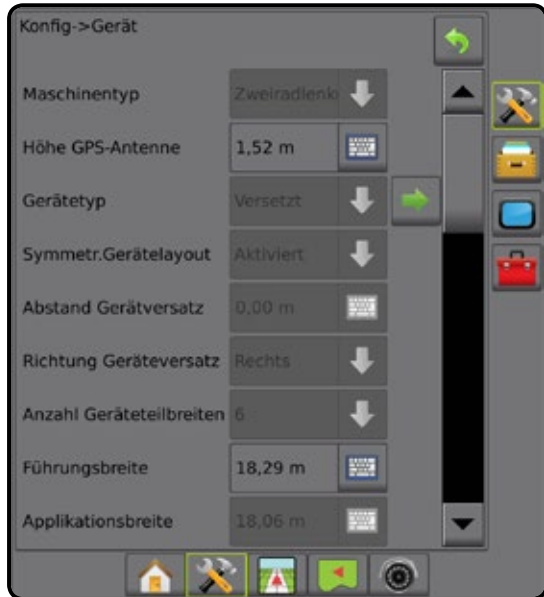 Konfig->Gerät
Maschinentyp Zweiradlenk
Höhe GPS-Antenne 1,52 m
Gerätetyp Versetzt
Symmetr.Gerätelayout Aktiviert
Abstand Gerätversatz 0,00 m
Richtung Geräteversatz Rechts
Anzahl Geräteteilbreiten 6
Führungsbreite 18,29 m
Applikationsbreite 18,06 m